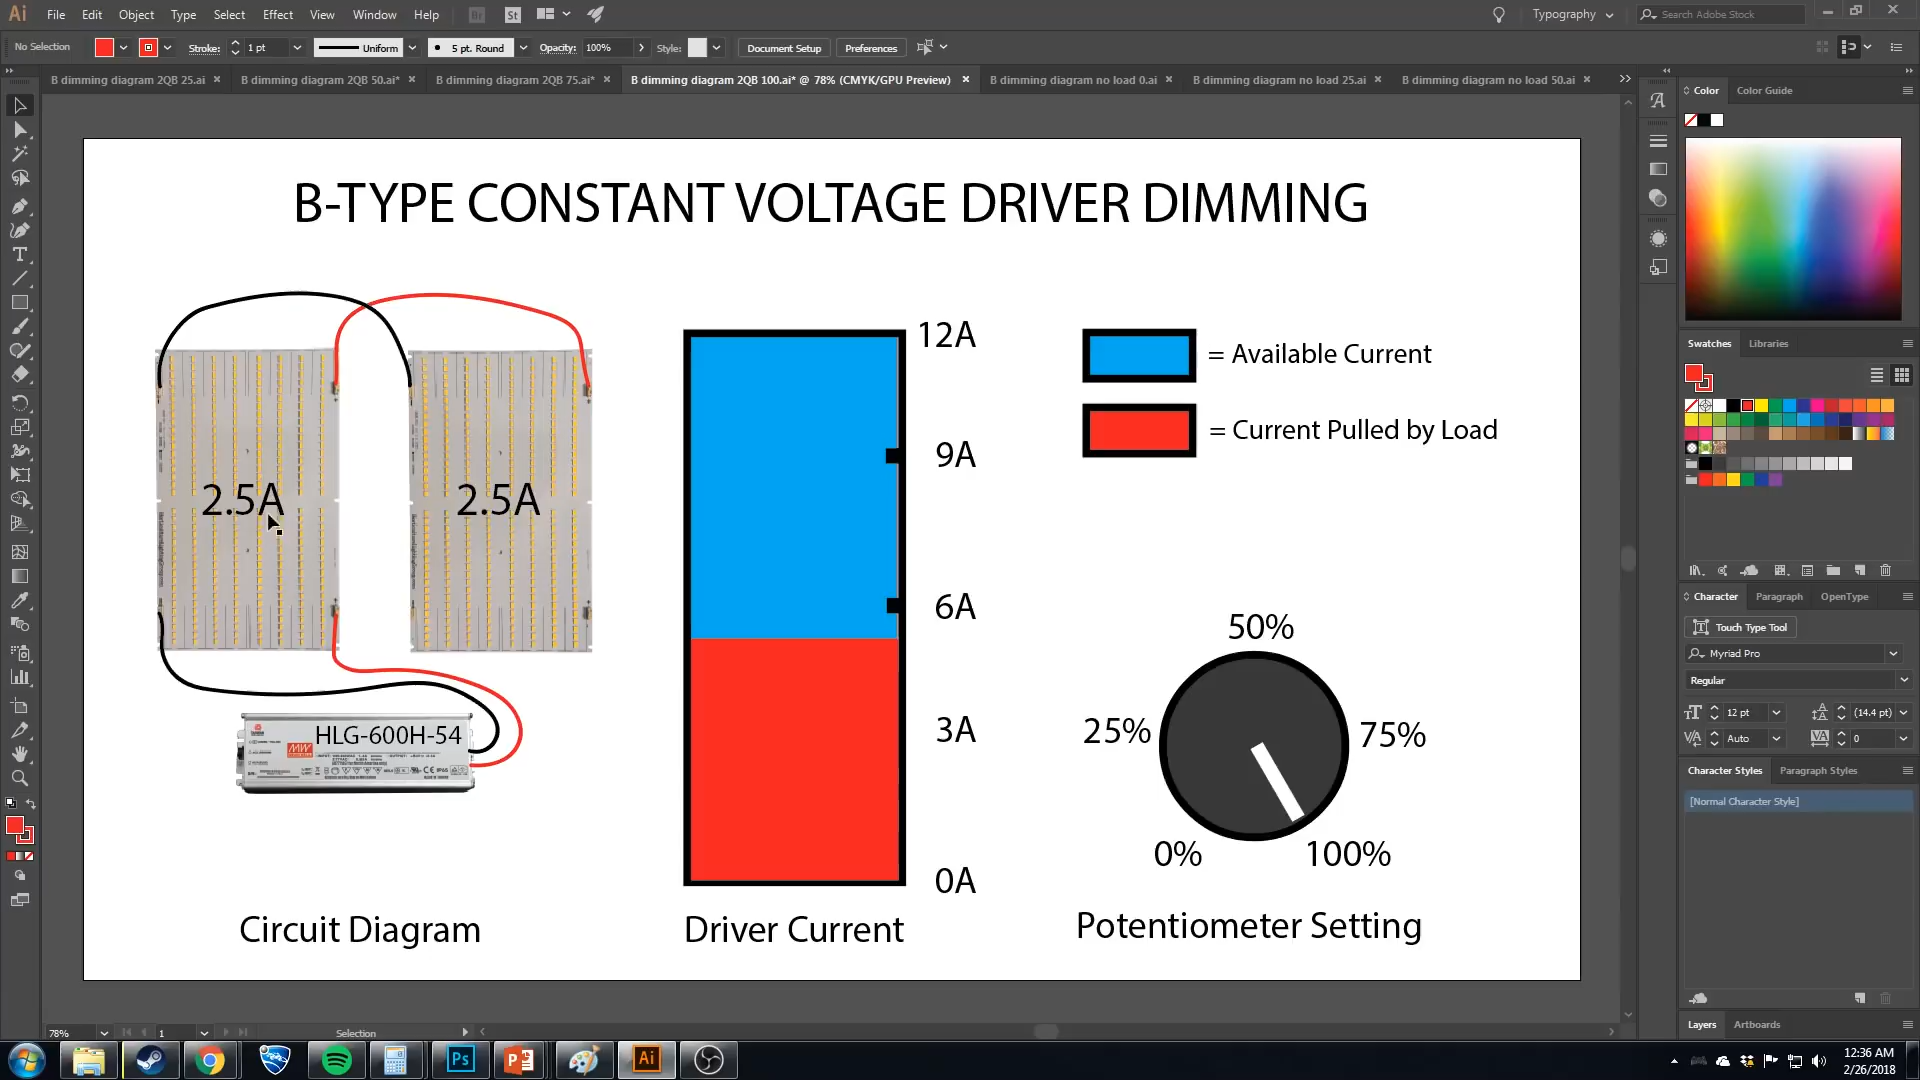 Ai File Edit Object Type Select Effect View Window Help Br St Typography Search Adobe Stock
No Selection Stroke: 1 pt Uniform 5 pt. Round Opacity: 100% Style: Document Setup Preferences
B dimming diagram 2QB 25.ai × B dimming diagram 2QB 50.ai* × B dimming diagram 2QB 75.ai* × B dimming diagram 2QB 100.ai* @ 78% (CMYK/GPU Preview) × B dimming diagram no load 0.ai × B dimming diagram no load 25.ai × B dimming diagram no load 50.ai ×
Color Color Guide
B-TYPE CONSTANT VOLTAGE DRIVER DIMMING
12A
= Available Current
= Current Pulled by Load
9A
2.5A 2.5A
6A
3A
0A
HLG-600H-54
MW
50%
25% 75%
0% 100%
Circuit Diagram Driver Current Potentiometer Setting
Swatches Libraries
Character Paragraph OpenType
Touch Type Tool
Myriad Pro
Regular
12 pt (14.4 pt)
Auto 0
Character Styles Paragraph Styles
[Normal Character Style]
Layers Artboards
78% 1 Selection
Ps Ai
12:36 AM
2/26/2018